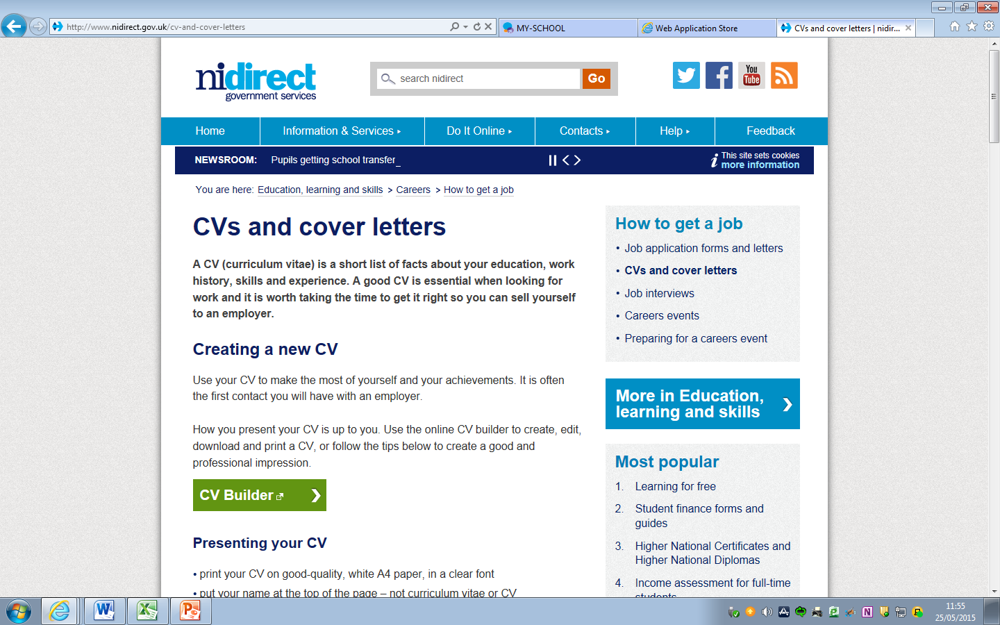 http://www.nidirect.gov.uk/cv-and-cover-letters
MY-SCHOOL
Web Application Store
CVs and cover letters | nidir...
nidirect
government services
search nidirect
Go
You
Tube
Home
Information & Services
Do It Online
Contacts
Help
Feedback
NEWSROOM: Pupils getting school transfer_
i This site sets cookies
more information
You are here: Education, learning and skills > Careers > How to get a job
CVs and cover letters
A CV (curriculum vitae) is a short list of facts about your education, work
history, skills and experience. A good CV is essential when looking for
work and it is worth taking the time to get it right so you can sell yourself
to an employer.
Creating a new CV
Use your CV to make the most of yourself and your achievements. It is often
the first contact you will have with an employer.
How you present your CV is up to you. Use the online CV builder to create, edit,
download and print a CV, or follow the tips below to create a good and
professional impression.
CV Builder
Presenting your CV
• print your CV on good-quality, white A4 paper, in a clear font
• put your name at the top of the page – not curriculum vitae or CV
How to get a job
• Job application forms and letters
• CVs and cover letters
• Job interviews
• Careers events
• Preparing for a careers event
More in Education,
learning and skills
Most popular
1. Learning for free
2. Student finance forms and
guides
3. Higher National Certificates and
Higher National Diplomas
4. Income assessment for full-time
students
11:55
25/05/2015